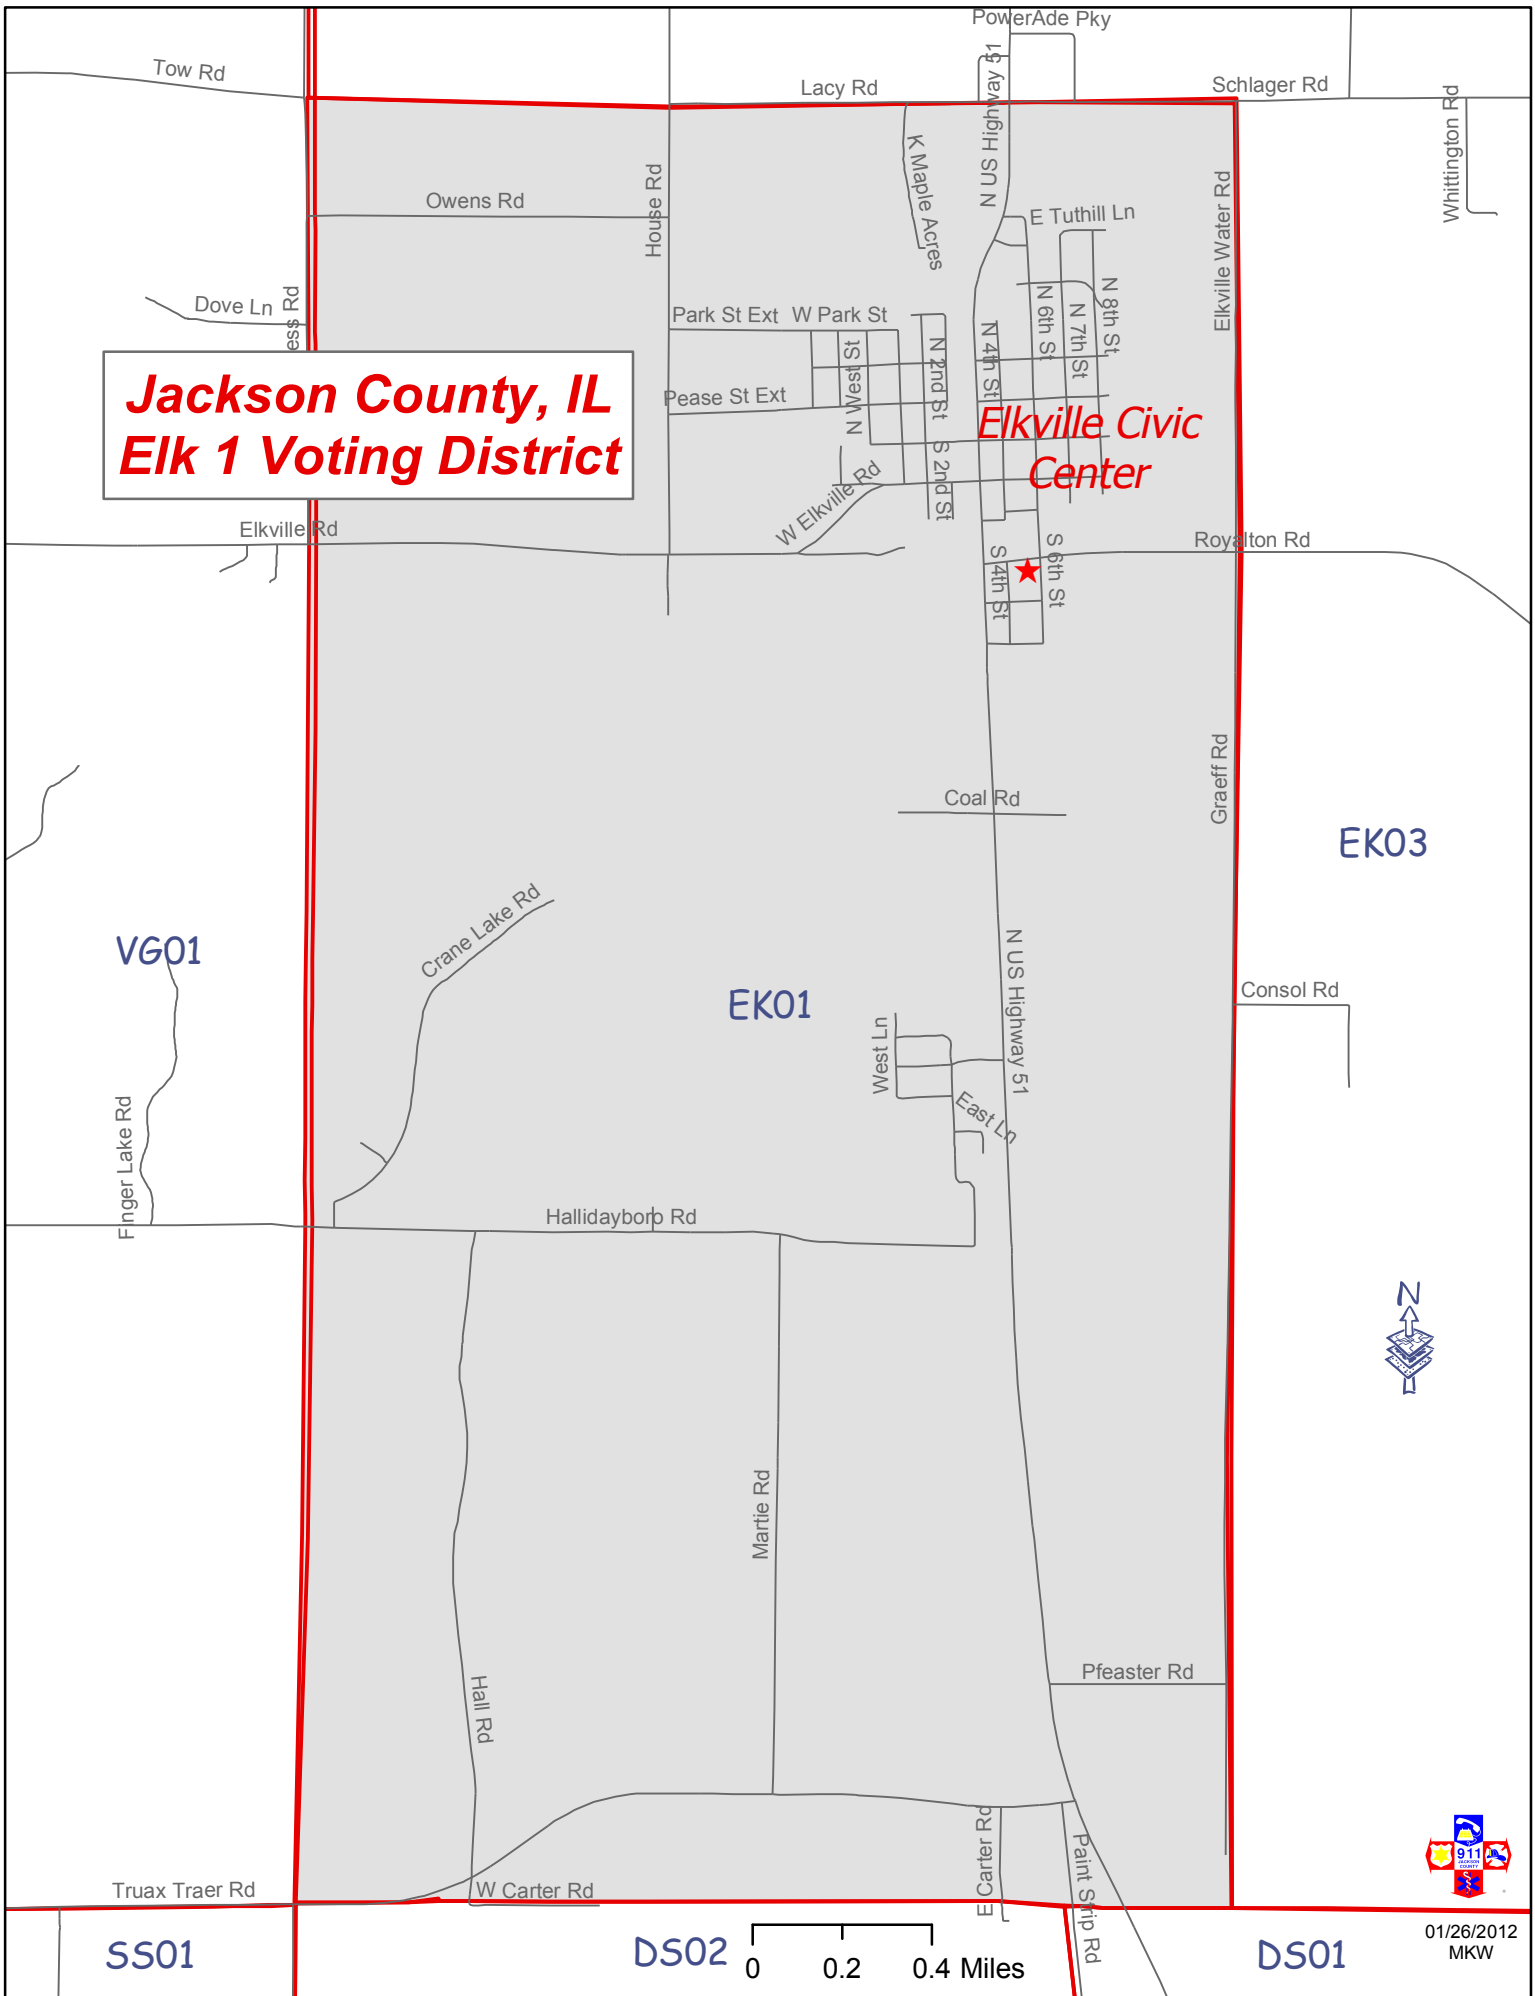 PowerAde Pky
Tow Rd
Lacy Rd
Schlager Rd
N US Highway 51
Whittington Rd
K Maple Acres
House Rd
Owens Rd
Elkville Water Rd
E Tuthill Ln
Dove Ln
ess Rd
Park St Ext
W Park St
N 6th St
N 7th St
N 8th St
N 4th St
N 2nd St
N West St
Pease St Ext
Jackson County, IL
Elk 1 Voting District
Elkville Civic
Center
S 2nd St
W Elkville Rd
Elkville Rd
Royalton Rd
S 4th St
S 6th St
Graeff Rd
Coal Rd
EK03
Crane Lake Rd
VG01
EK01
N US Highway 51
Consol Rd
West Ln
East Ln
Finger Lake Rd
Hallidayboro Rd
N
Martie Rd
Hall Rd
Pfeaster Rd
E Carter Rd
Paint Strip Rd
911
JACKSON
COUNTY
Truax Traer Rd
W Carter Rd
SS01
DS02
0 0.2 0.4 Miles
DS01
01/26/2012
MKW